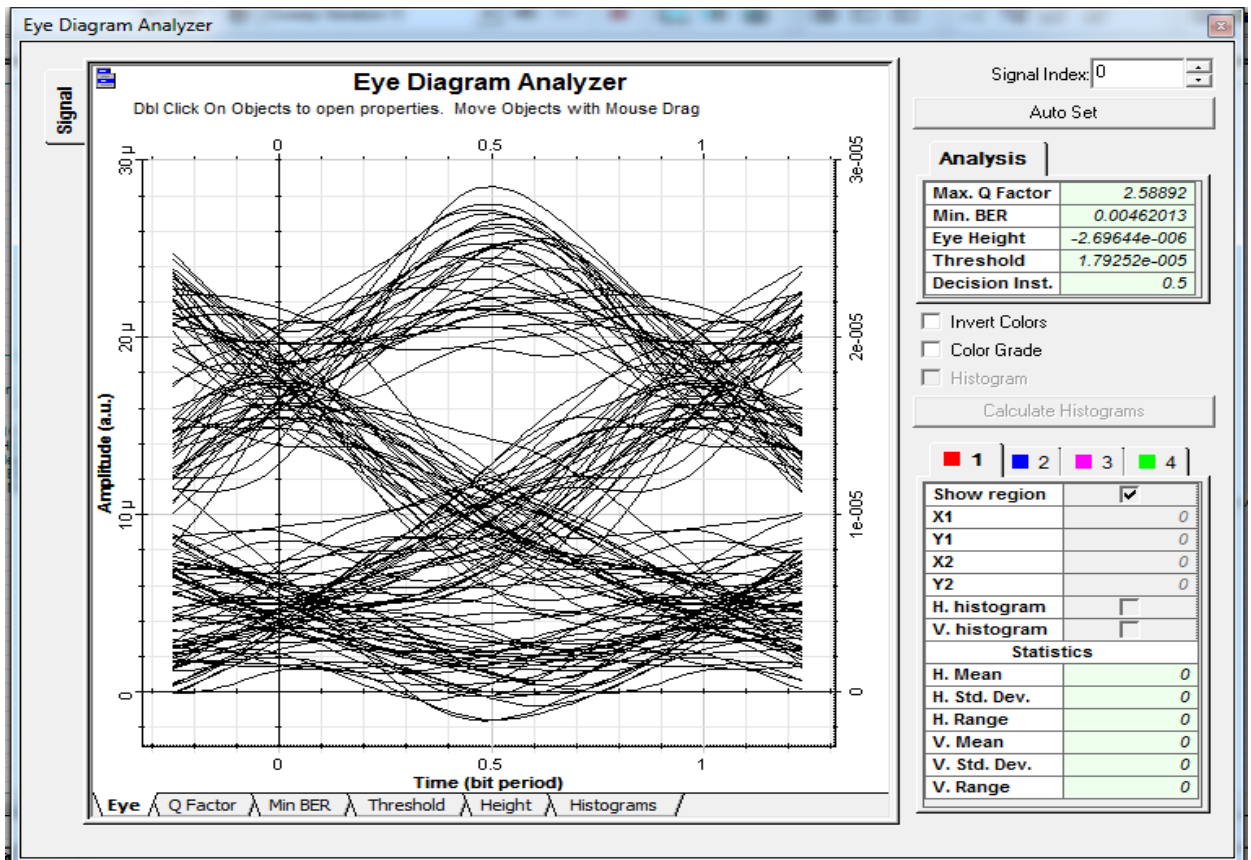 Eye Diagram Analyzer
Signal
Eye Diagram Analyzer
Dbl Click On Objects to open properties. Move Objects with Mouse Drag
0 0.5 1
30 µ
20 µ
10 µ
0
Amplitude (a.u.)
3e-005
2e-005
1e-005
0
0 0.5 1
Time (bit period)
Eye Q Factor Min BER Threshold Height Histograms
Signal Index: 0
Auto Set
Analysis
Max. Q Factor 2.58892
Min. BER 0.00462013
Eye Height -2.69644e-006
Threshold 1.79252e-005
Decision Inst. 0.5
Invert Colors
Color Grade
Histogram
Calculate Histograms
1 2 3 4
Show region
X1 0
Y1 0
X2 0
Y2 0
H. histogram
V. histogram
Statistics
H. Mean 0
H. Std. Dev. 0
H. Range 0
V. Mean 0
V. Std. Dev. 0
V. Range 0